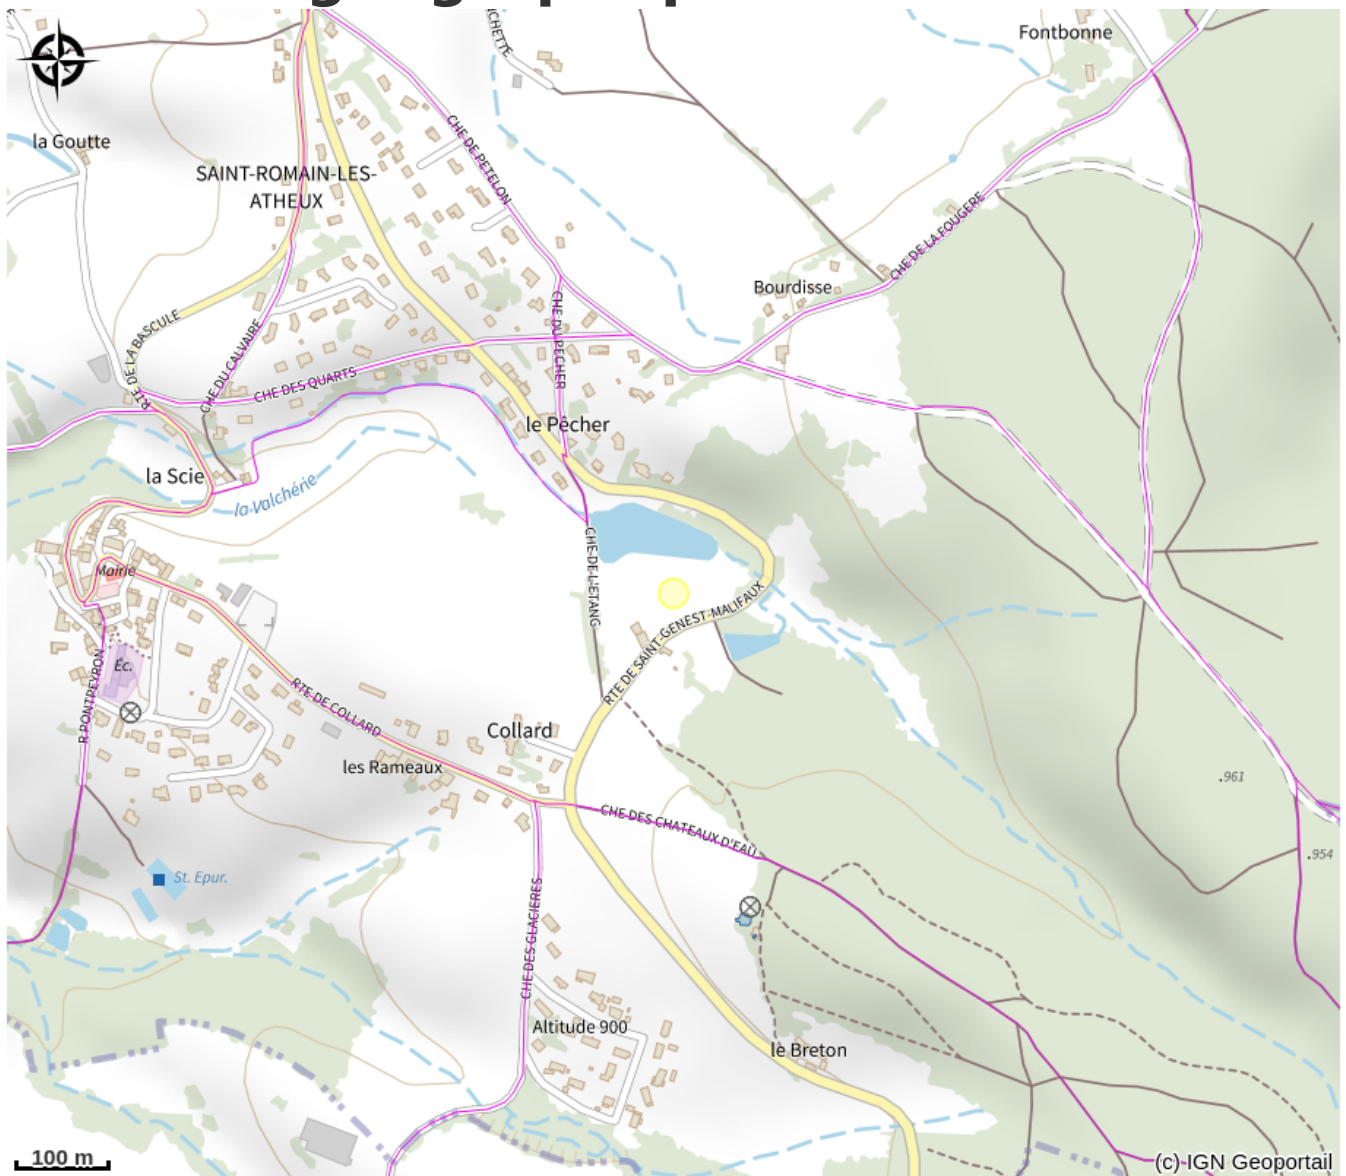 Fontbonne
la Goutte
CHE DE PETELON
SAINT-ROMAIN-LES-
ATHEUX
CHE DE LA FOUGERE
Bourdisse
RTE DE LA BASCULE
CHE DU CALVAIRE
CHE DU PECHER
CHE DES QUARTS
le Pêcher
la Scie
la Valchérie
CHE DE L'ETANG
Mairie
RTE DE SAINT-GENEST-MALIFAUX
Éc.
R PONTPEYRON
RTE DE COLLARD
Collard
les Rameaux
.961
CHE DES CHATEAUX D'EAU
.954
St. Epur.
CHE DES GLACIERES
Altitude 900
le Breton
100 m
(c) IGN Geoportail